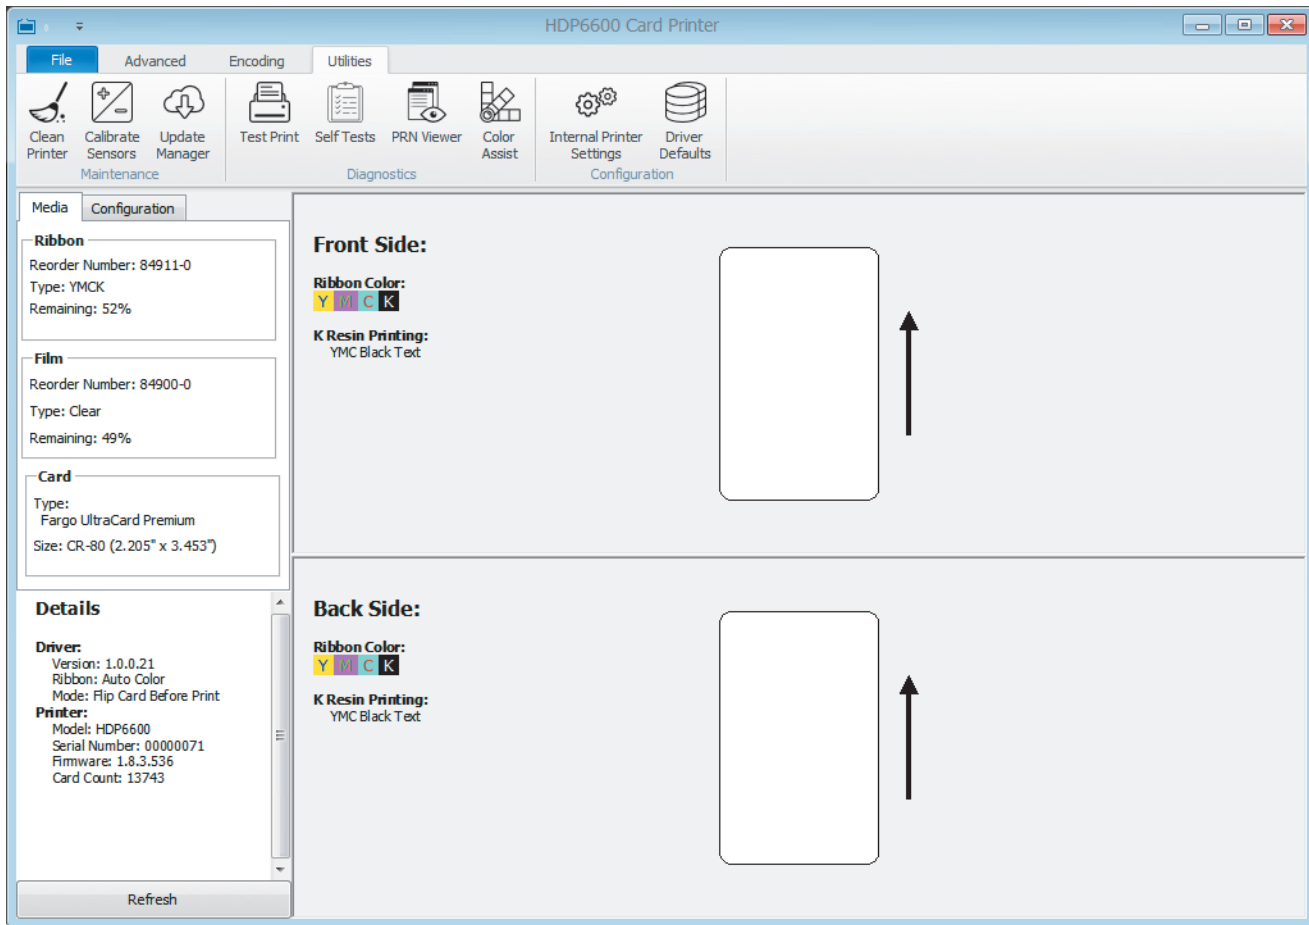 HDP6600 Card Printer
File Advanced Encoding Utilities
Clean Printer
Calibrate Sensors
Update Manager
Maintenance
Test Print
Self Tests
PRN Viewer
Color Assist
Diagnostics
Internal Printer Settings
Driver Defaults
Configuration
Media Configuration
Ribbon
Reorder Number: 84911-0
Type: YMCK
Remaining: 52%
Film
Reorder Number: 84900-0
Type: Clear
Remaining: 49%
Card
Type:
Fargo UltraCard Premium
Size: CR-80 (2.205" x 3.453")
Details
Driver:
Version: 1.0.0.21
Ribbon: Auto Color
Mode: Flip Card Before Print
Printer:
Model: HDP6600
Serial Number: 00000071
Firmware: 1.8.3.536
Card Count: 13743
Refresh
Front Side:
Ribbon Color:
Y M C K
K Resin Printing:
YMC Black Text
Back Side:
Ribbon Color:
Y M C K
K Resin Printing:
YMC Black Text